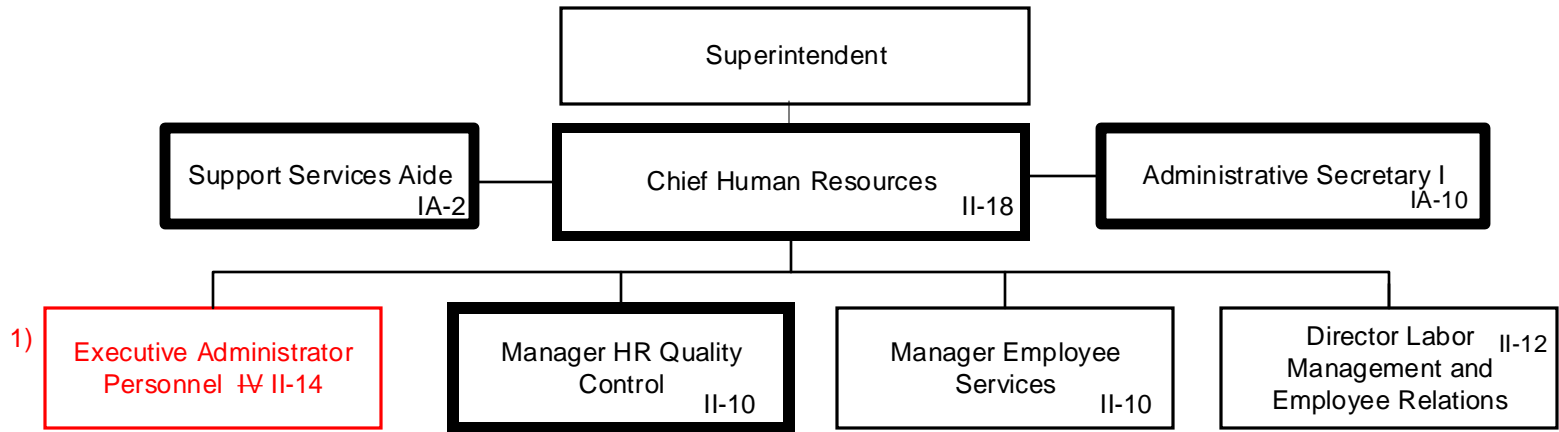 Superintendent
Support Services Aide
IA-2
Chief Human Resources
II-18
Administrative Secretary I
IA-10
1)
Executive Administrator
Personnel IV II-14
Manager HR Quality
Control
II-10
Manager Employee
Services
II-10
Director Labor
II-12
Management and
Employee Relations